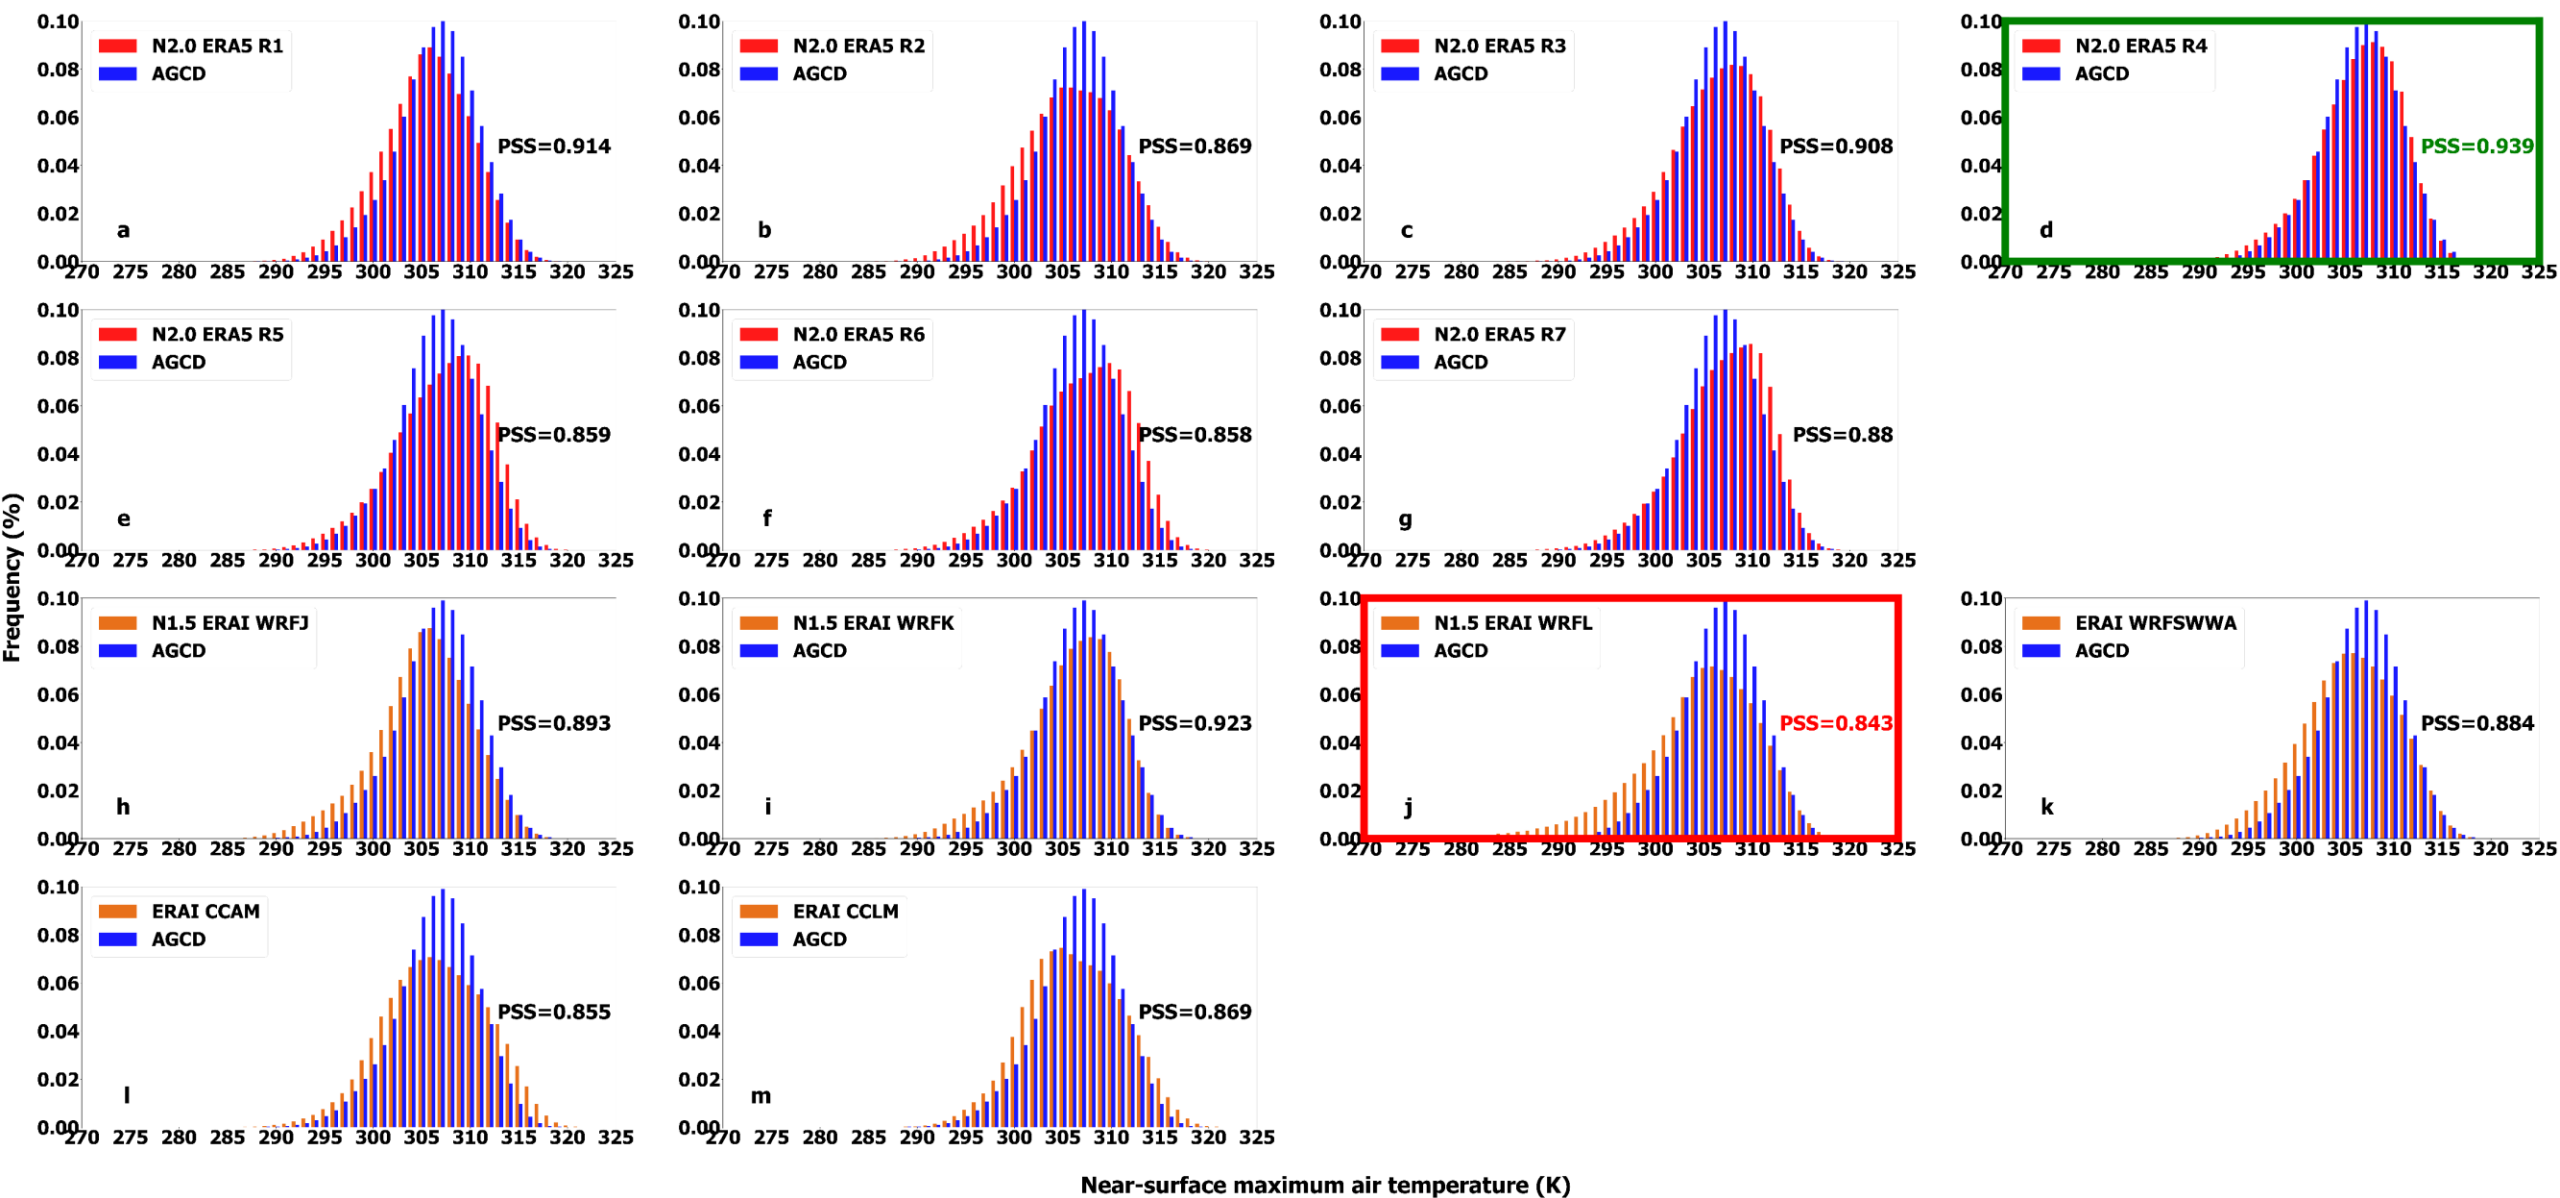 Frequency (%)
0.10
0.08
0.06
0.04
0.02
0.00
N2.0 ERA5 R1
AGCD
PSS=0.914
a
270 275 280 285 290 295 300 305 310 315 320 325
0.10
0.08
0.06
0.04
0.02
0.00
N2.0 ERA5 R2
AGCD
PSS=0.869
b
270 275 280 285 290 295 300 305 310 315 320 325
0.10
0.08
0.06
0.04
0.02
0.00
N2.0 ERA5 R3
AGCD
PSS=0.908
c
270 275 280 285 290 295 300 305 310 315 320 325
0.10
0.08
0.06
0.04
0.02
0.00
N2.0 ERA5 R4
AGCD
PSS=0.939
d
270 275 280 285 290 295 300 305 310 315 320 325
0.10
0.08
0.06
0.04
0.02
0.00
N2.0 ERA5 R5
AGCD
PSS=0.859
e
270 275 280 285 290 295 300 305 310 315 320 325
0.10
0.08
0.06
0.04
0.02
0.00
N2.0 ERA5 R6
AGCD
PSS=0.858
f
270 275 280 285 290 295 300 305 310 315 320 325
0.10
0.08
0.06
0.04
0.02
0.00
N2.0 ERA5 R7
AGCD
PSS=0.88
g
270 275 280 285 290 295 300 305 310 315 320 325
0.10
0.08
0.06
0.04
0.02
0.00
N1.5 ERAI WRFJ
AGCD
PSS=0.893
h
270 275 280 285 290 295 300 305 310 315 320 325
0.10
0.08
0.06
0.04
0.02
0.00
N1.5 ERAI WRFK
AGCD
PSS=0.923
i
270 275 280 285 290 295 300 305 310 315 320 325
0.10
0.08
0.06
0.04
0.02
0.00
N1.5 ERAI WRFL
AGCD
PSS=0.843
j
270 275 280 285 290 295 300 305 310 315 320 325
0.10
0.08
0.06
0.04
0.02
0.00
ERAI WRFSWWA
AGCD
PSS=0.884
k
270 275 280 285 290 295 300 305 310 315 320 325
0.10
0.08
0.06
0.04
0.02
0.00
ERAI CCAM
AGCD
PSS=0.855
l
270 275 280 285 290 295 300 305 310 315 320 325
0.10
0.08
0.06
0.04
0.02
0.00
ERAI CCLM
AGCD
PSS=0.869
m
270 275 280 285 290 295 300 305 310 315 320 325
Near-surface maximum air temperature (K)